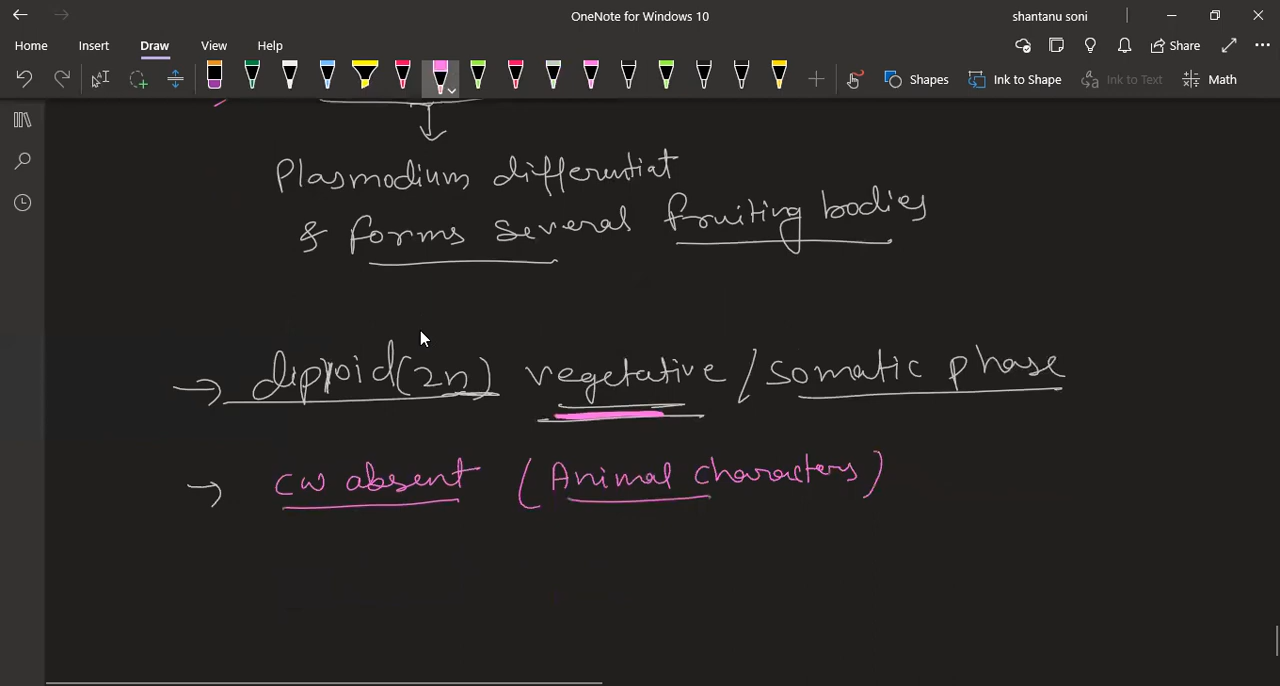 OneNote for Windows 10
shantanu soni
Home Insert Draw View Help
Share
Shapes Ink to Shape Ink to Text Math
Plasmodium differentiat
& forms several fruiting bodies
→ diploid (2n) vegetative / somatic phase
→ CW absent (Animal characters)